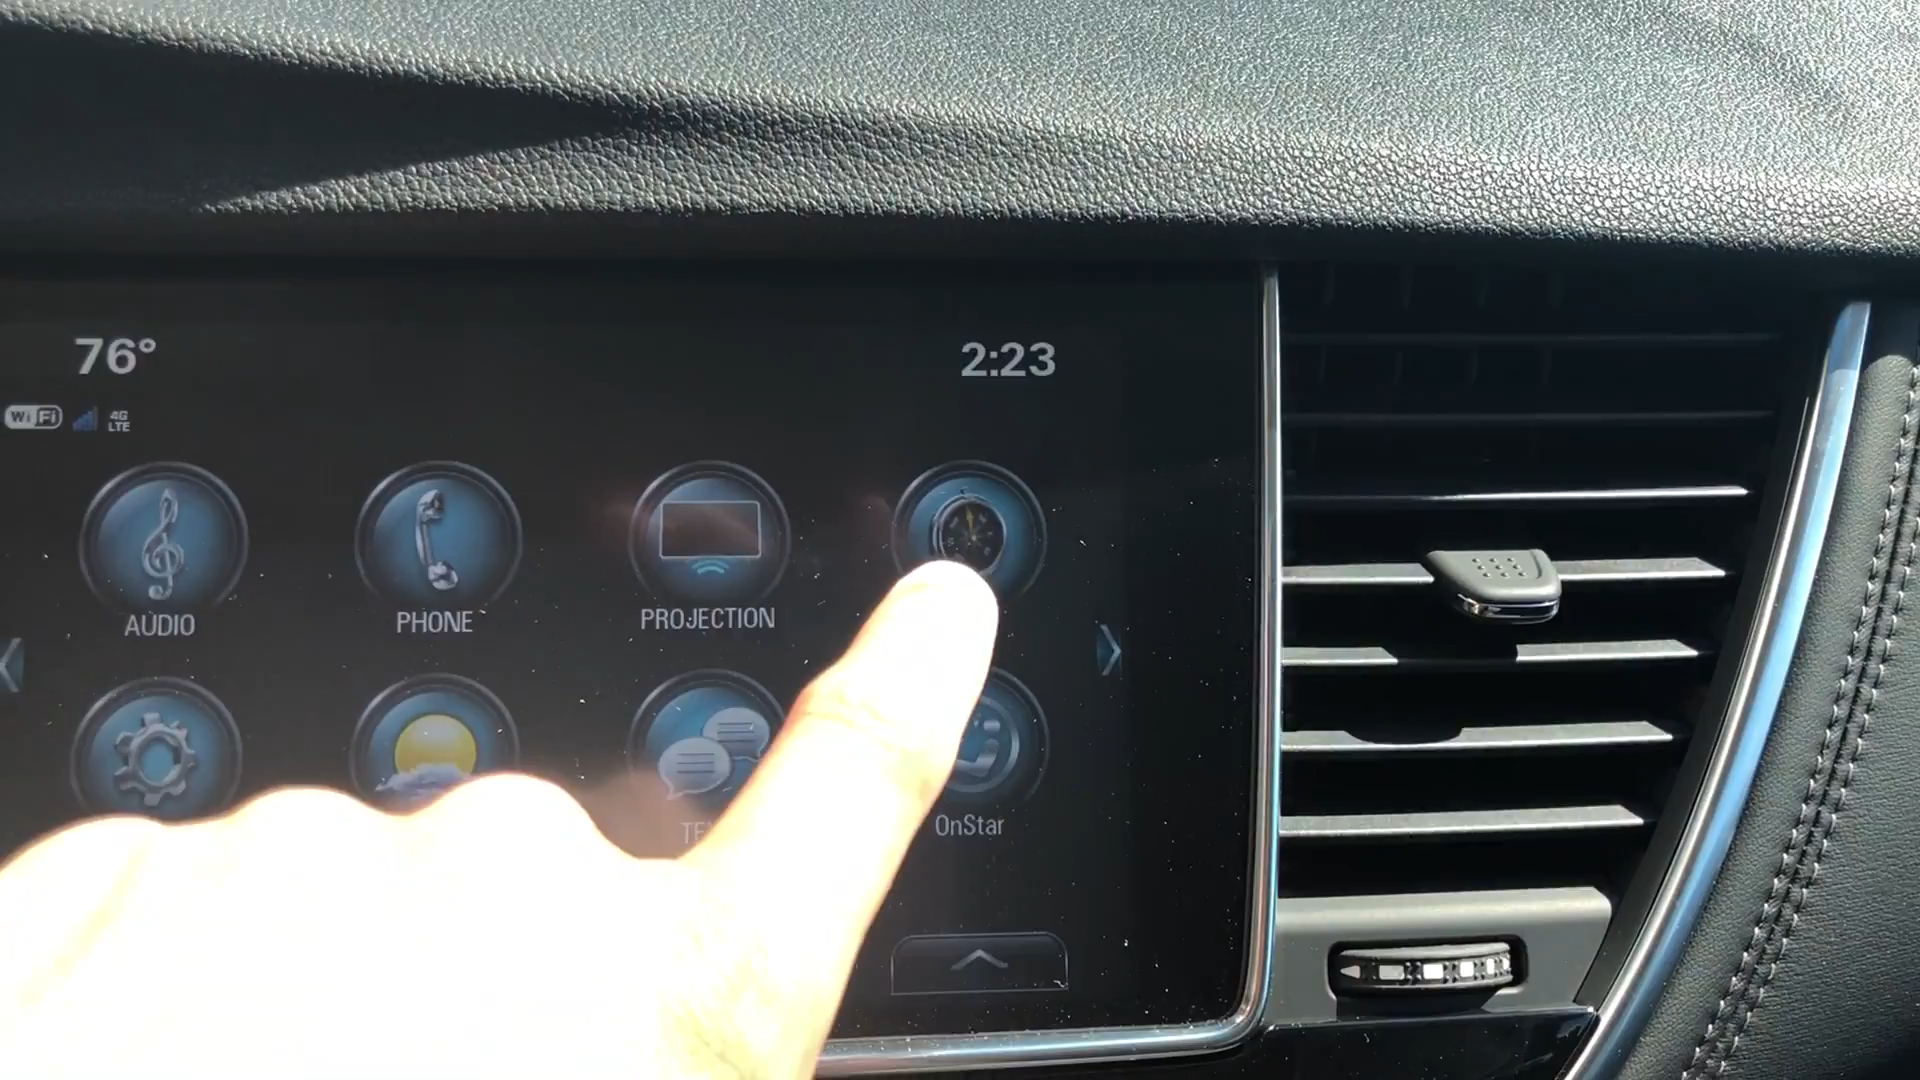 76°
2:23
WiFi
4G
LTE
AUDIO
PHONE
PROJECTION
OnStar